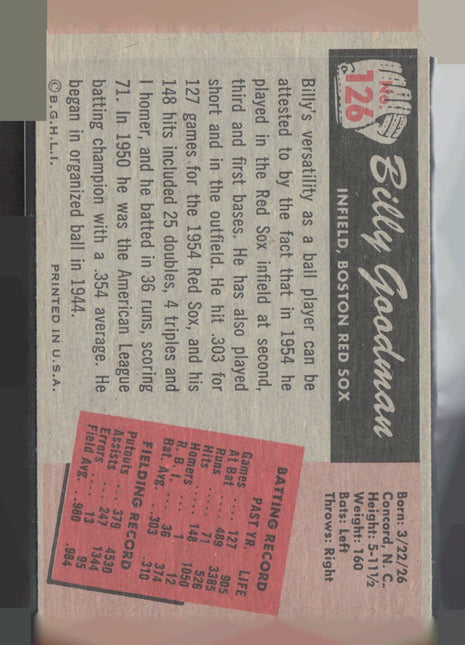 No.
126
Billy Goodman
INFIELD, BOSTON RED SOX
Born: 3/22/26
Concord, N. C.
Height: 5-11½
Weight: 160
Bats: Left
Throws: Right
Billy's versatility as a ball player can be
attested to by the fact that in 1954 he
played in the Red Sox infield at second,
third and first bases. He has also played
short and in the outfield. He hit .303 for
127 games for the 1954 Red Sox, and his
148 hits included 25 doubles, 4 triples and
1 homer, and he batted in 36 runs, scoring
71. In 1950 he was the American League
batting champion with a .354 average. He
began in organized ball in 1944.
©B.G.H.L.I. PRINTED IN U.S.A.
BATTING RECORD
PAST YR. LIFE
Games .... 127 905
At Bat .... 489 3385
Runs .... 71 526
Hits .... 148 1050
Homers .... 1 12
R. B. I. .... 36 374
Bat. Avg. .303 .310
FIELDING RECORD
Putouts .... 379 4530
Assists .... 247 1344
Errors .... 13 95
Field Avg. .980 .984